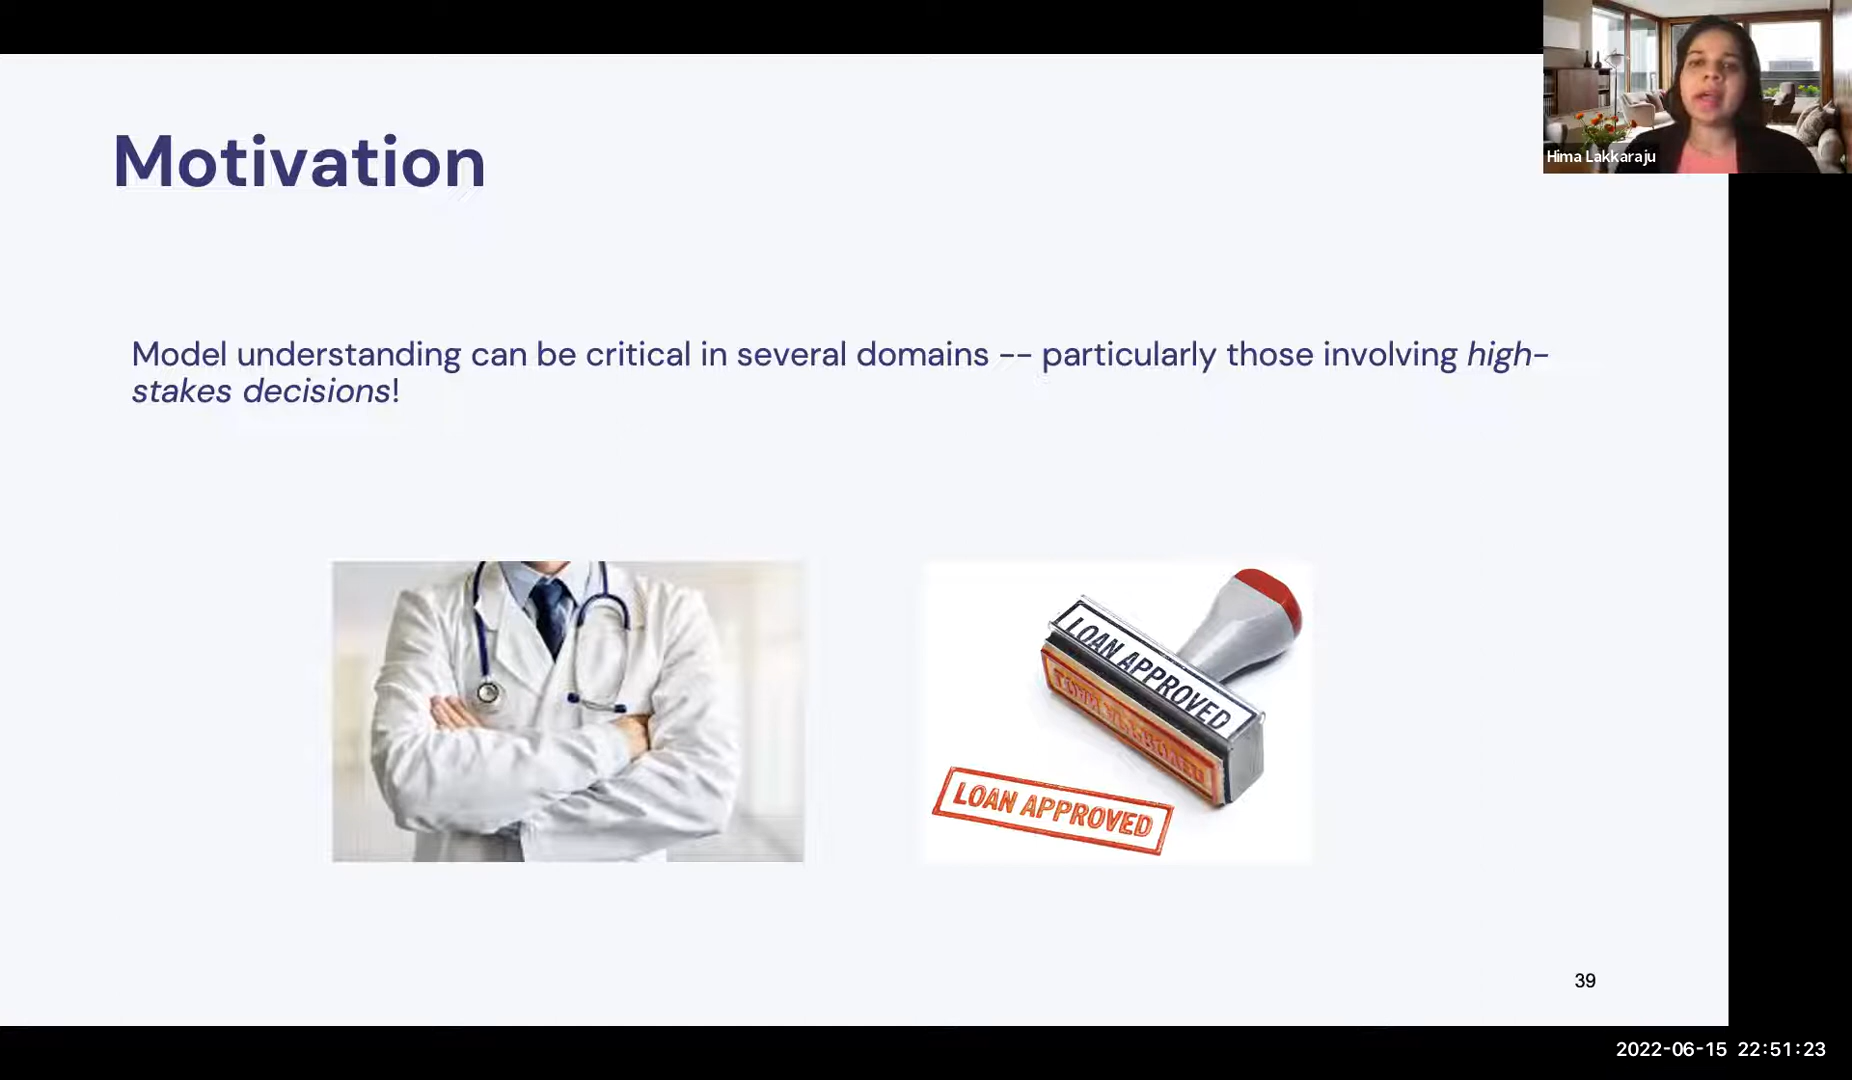 Motivation
Hima Lakkaraju
Model understanding can be critical in several domains -- particularly those involving high-
stakes decisions!
LOAN APPROVED
LOAN APPROVED
39
2022-06-15 22:51:23